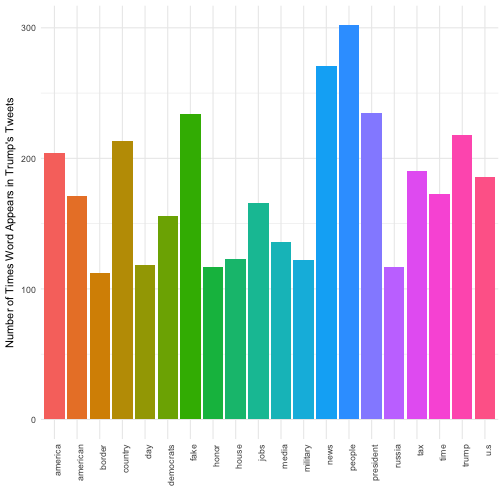 Number of Times Word Appears in Trump's Tweets
300
200
100
0
america
american
border
country
day
democrats
fake
honor
house
jobs
media
military
news
people
president
russia
tax
time
trump
u.s